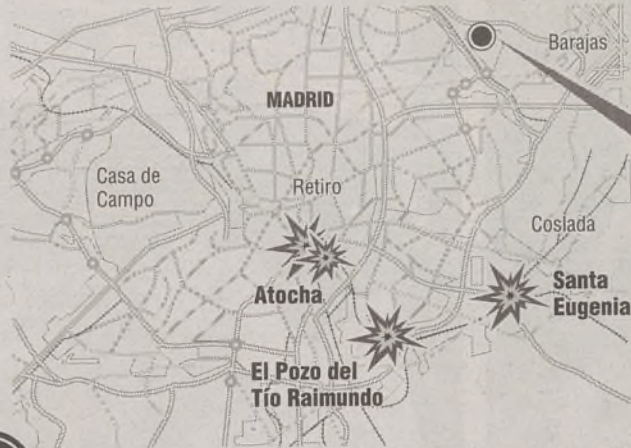 Barajas
MADRID
Casa de
Campo
Retiro
Coslada
Atocha
Santa
Eugenia
El Pozo del
Tío Raimundo